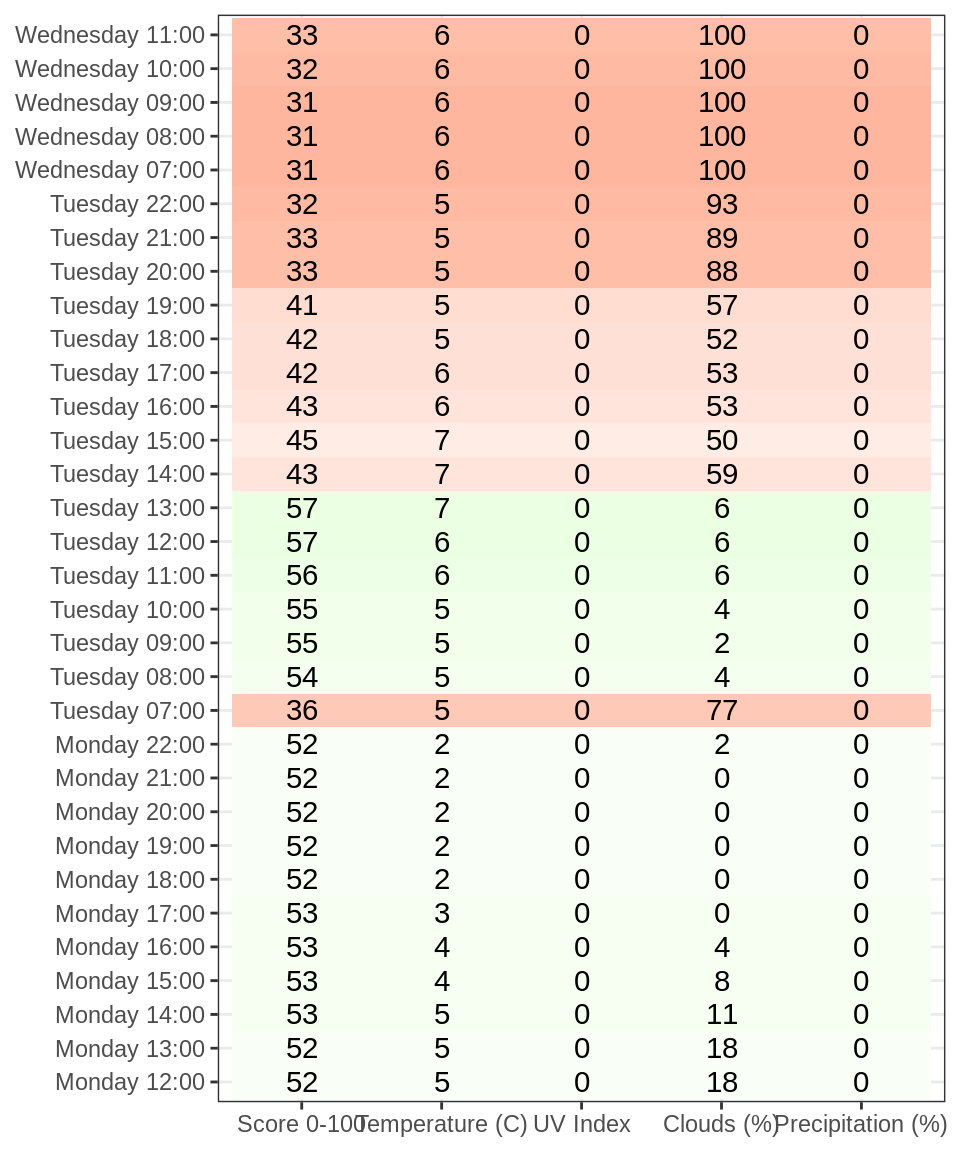 Wednesday 11:00 33 6 0 100 0
Wednesday 10:00 32 6 0 100 0
Wednesday 09:00 31 6 0 100 0
Wednesday 08:00 31 6 0 100 0
Wednesday 07:00 31 6 0 100 0
Tuesday 22:00 32 5 0 93 0
Tuesday 21:00 33 5 0 89 0
Tuesday 20:00 33 5 0 88 0
Tuesday 19:00 41 5 0 57 0
Tuesday 18:00 42 5 0 52 0
Tuesday 17:00 42 6 0 53 0
Tuesday 16:00 43 6 0 53 0
Tuesday 15:00 45 7 0 50 0
Tuesday 14:00 43 7 0 59 0
Tuesday 13:00 57 7 0 6 0
Tuesday 12:00 57 6 0 6 0
Tuesday 11:00 56 6 0 6 0
Tuesday 10:00 55 5 0 4 0
Tuesday 09:00 55 5 0 2 0
Tuesday 08:00 54 5 0 4 0
Tuesday 07:00 36 5 0 77 0
Monday 22:00 52 2 0 2 0
Monday 21:00 52 2 0 0 0
Monday 20:00 52 2 0 0 0
Monday 19:00 52 2 0 0 0
Monday 18:00 52 2 0 0 0
Monday 17:00 53 3 0 0 0
Monday 16:00 53 4 0 4 0
Monday 15:00 53 4 0 8 0
Monday 14:00 53 5 0 11 0
Monday 13:00 52 5 0 18 0
Monday 12:00 52 5 0 18 0
Score 0-100 Temperature (C) UV Index Clouds (%) Precipitation (%)